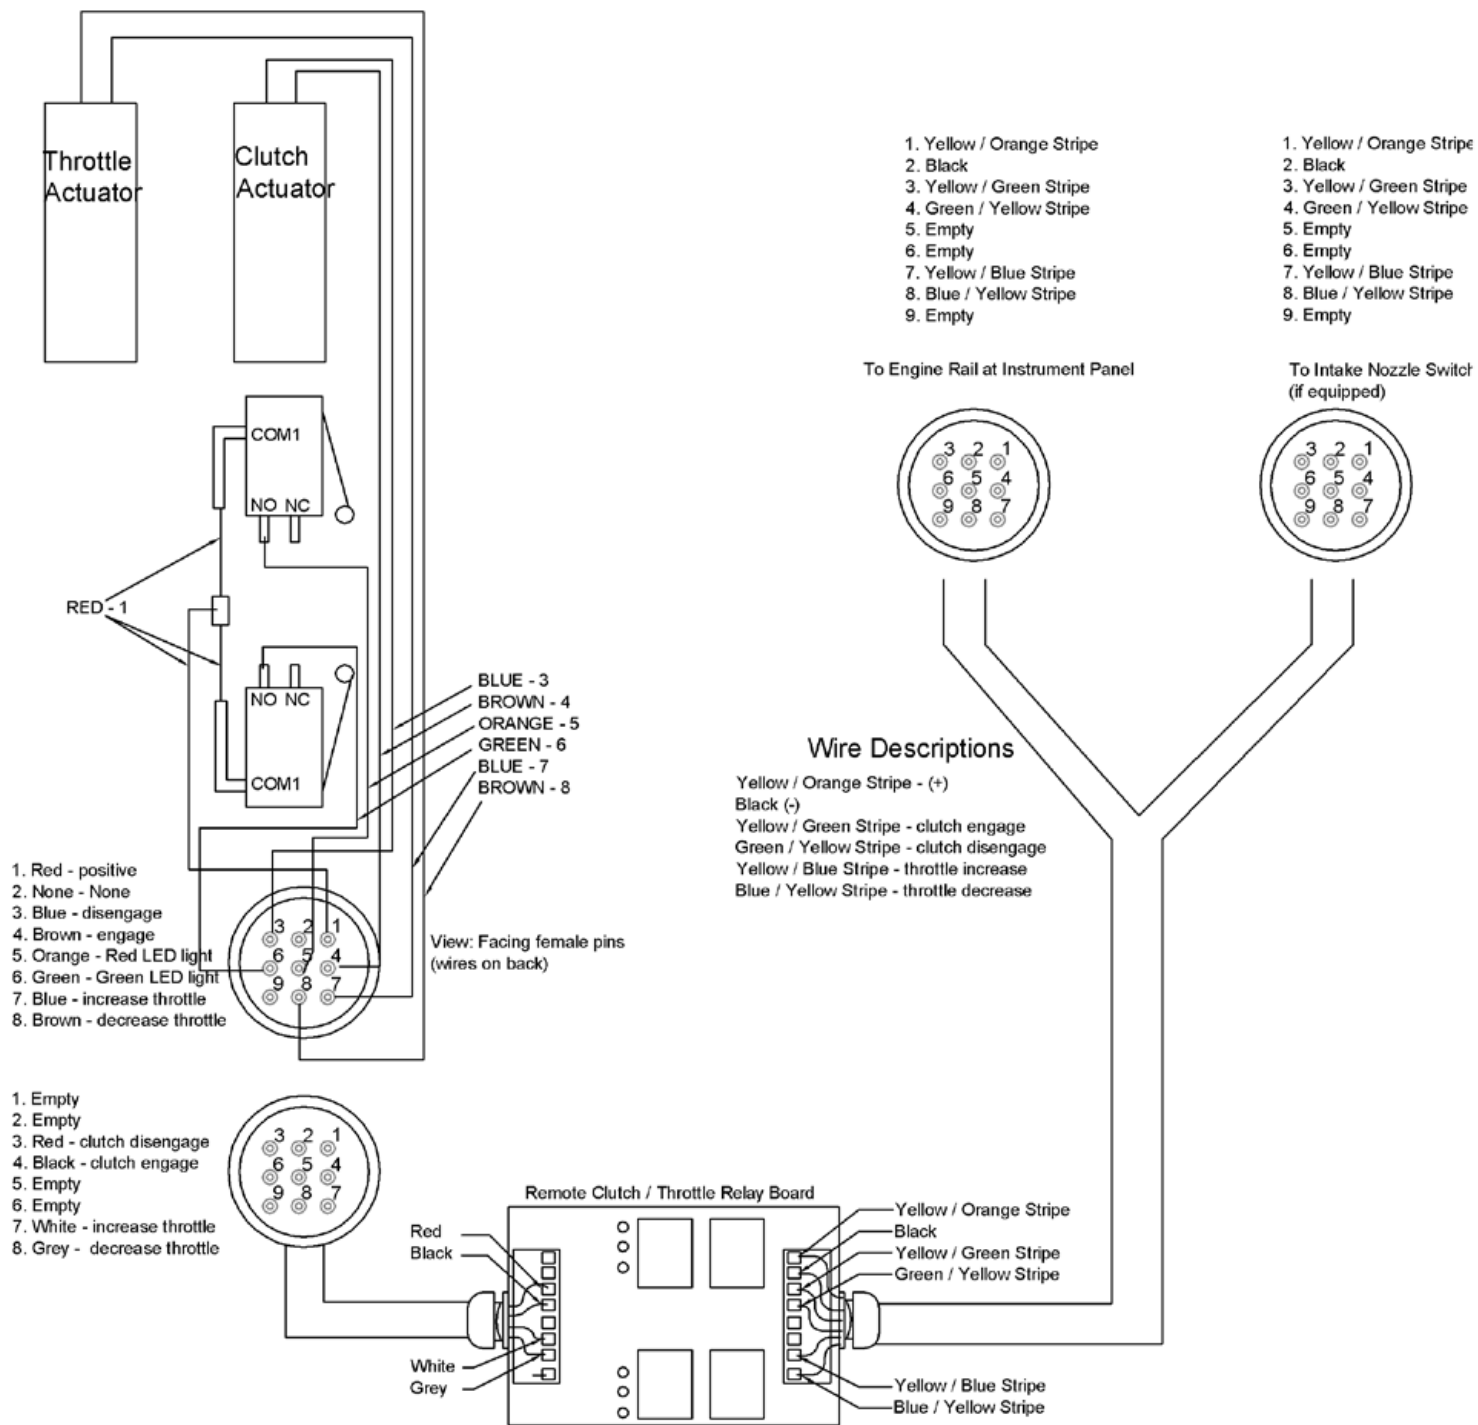 Throttle
Actuator
Clutch
Actuator
1. Yellow / Orange Stripe
2. Black
3. Yellow / Green Stripe
4. Green / Yellow Stripe
5. Empty
6. Empty
7. Yellow / Blue Stripe
8. Blue / Yellow Stripe
9. Empty
1. Yellow / Orange Stripe
2. Black
3. Yellow / Green Stripe
4. Green / Yellow Stripe
5. Empty
6. Empty
7. Yellow / Blue Stripe
8. Blue / Yellow Stripe
9. Empty
To Engine Rail at Instrument Panel
To Intake Nozzle Switch
(if equipped)
3 2 1
6 5 4
9 8 7
3 2 1
6 5 4
9 8 7
COM1
NO NC
RED - 1
NO NC
COM1
BLUE - 3
BROWN - 4
ORANGE - 5
GREEN - 6
BLUE - 7
BROWN - 8
Wire Descriptions
Yellow / Orange Stripe - (+)
Black (-)
Yellow / Green Stripe - clutch engage
Green / Yellow Stripe - clutch disengage
Yellow / Blue Stripe - throttle increase
Blue / Yellow Stripe - throttle decrease
1. Red - positive
2. None - None
3. Blue - disengage
4. Brown - engage
5. Orange - Red LED light
6. Green - Green LED light
7. Blue - increase throttle
8. Brown - decrease throttle
3 2 1
6 5 4
9 8 7
View: Facing female pins
(wires on back)
1. Empty
2. Empty
3. Red - clutch disengage
4. Black - clutch engage
5. Empty
6. Empty
7. White - increase throttle
8. Grey - decrease throttle
3 2 1
6 5 4
9 8 7
Remote Clutch / Throttle Relay Board
Red
Black
White
Grey
Yellow / Orange Stripe
Black
Yellow / Green Stripe
Green / Yellow Stripe
Yellow / Blue Stripe
Blue / Yellow Stripe